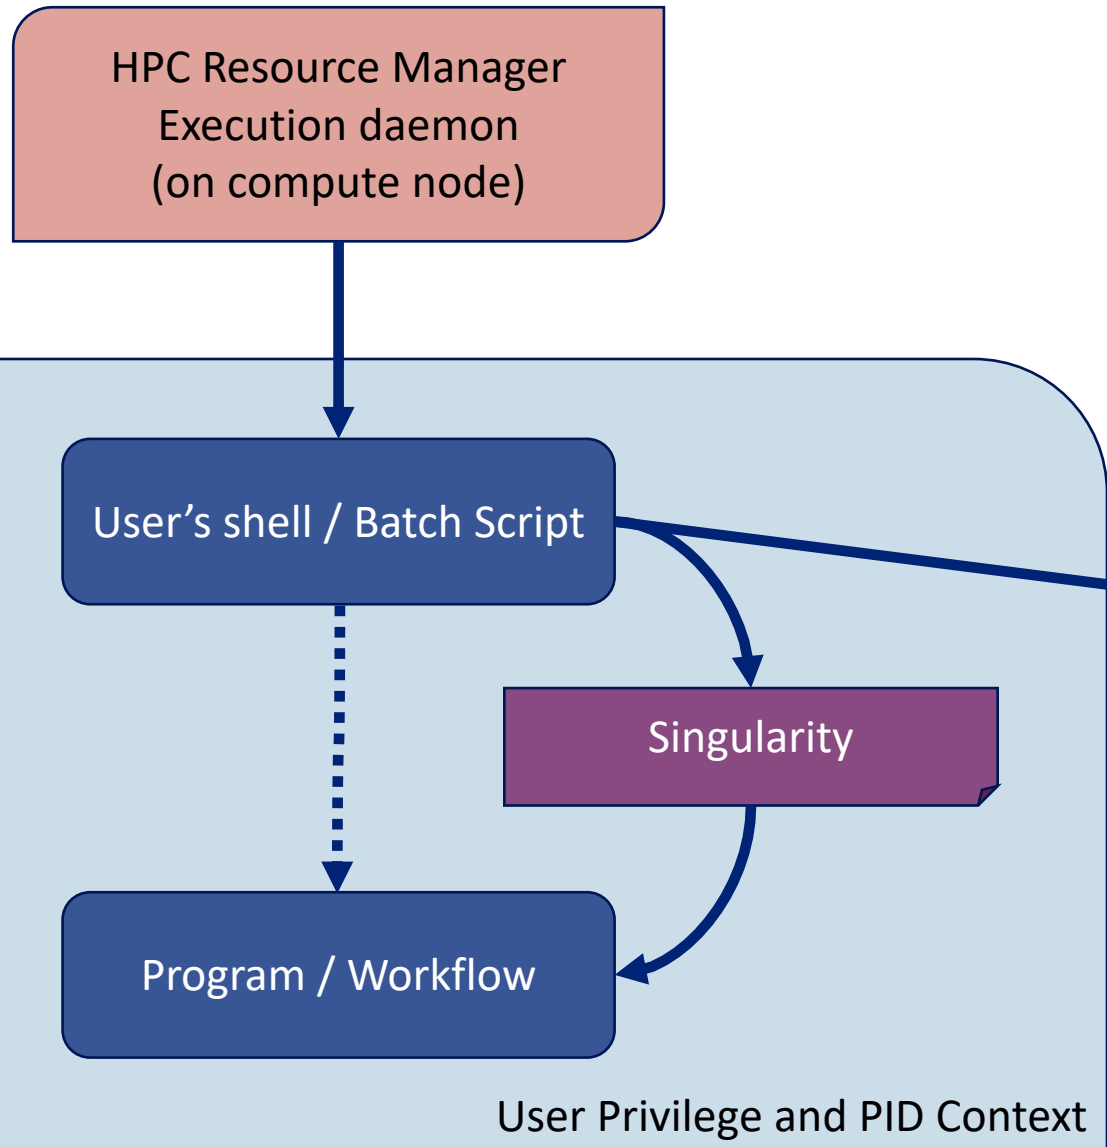 HPC Resource Manager
Execution daemon
(on compute node)
User’s shell / Batch Script
Singularity
Program / Workflow
User Privilege and PID Context